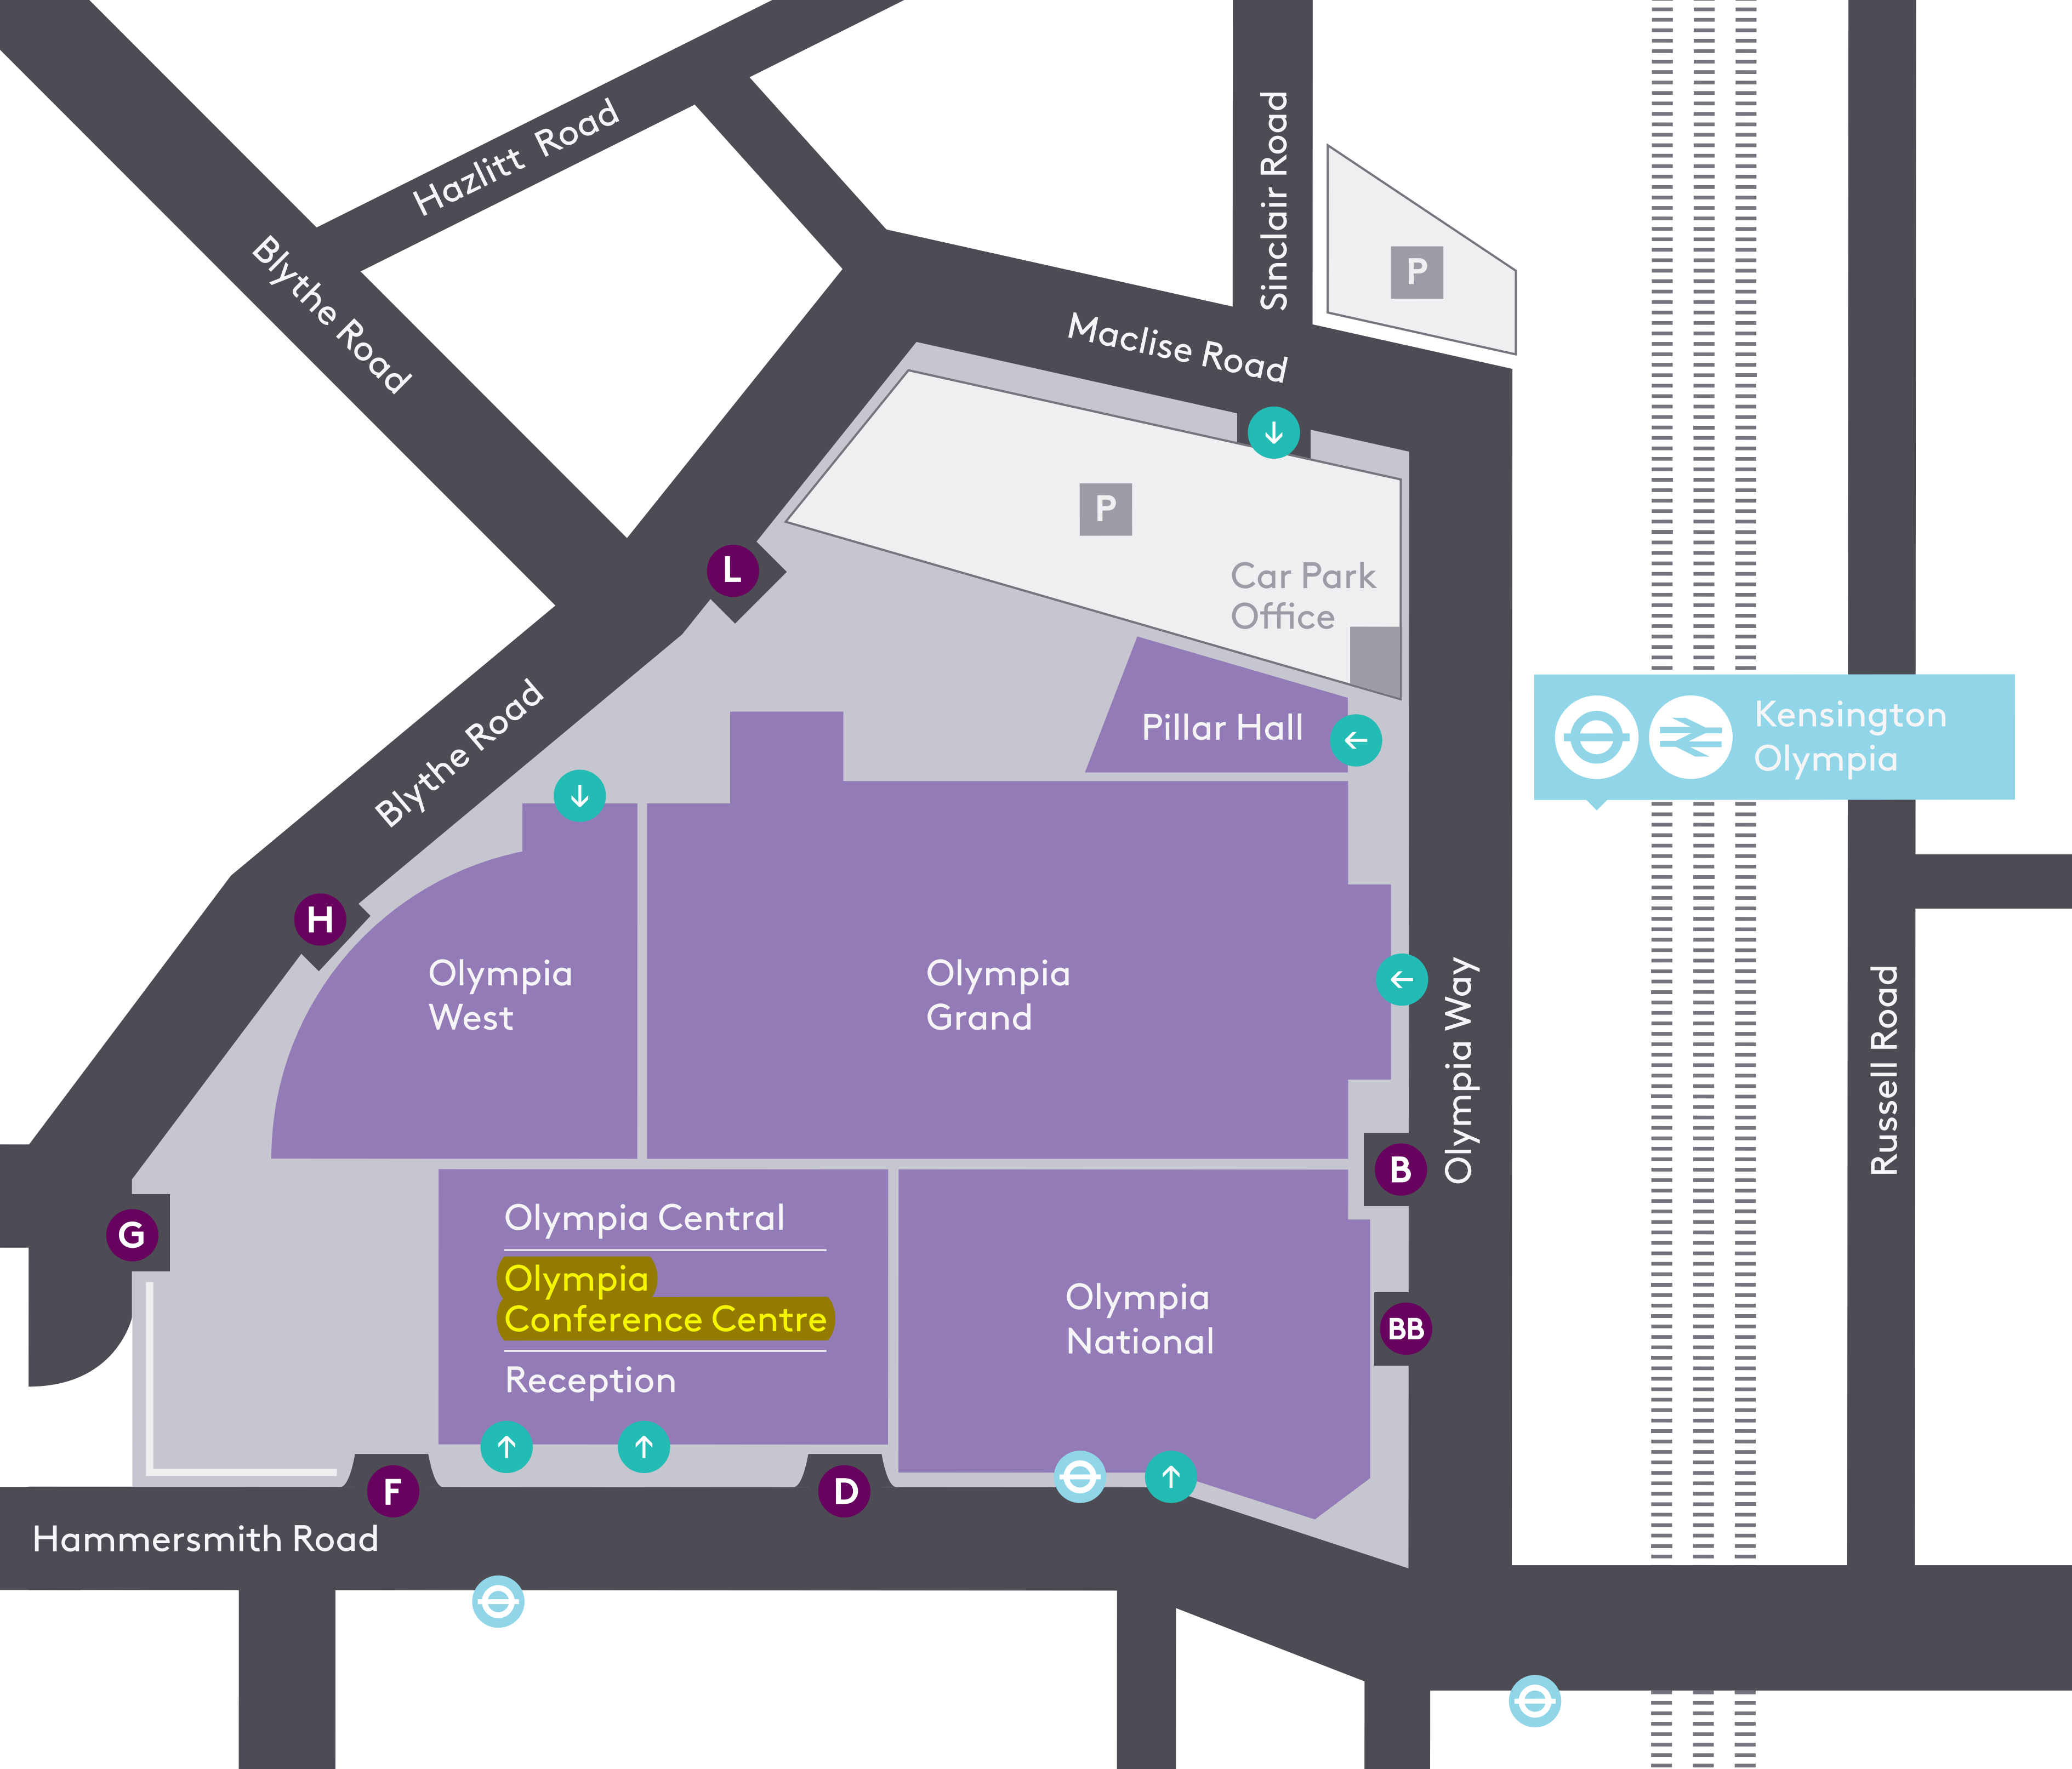 Hazlitt Road
Sinclair Road
Blythe Road
P
Maclise Road
P
L
Car Park
Office
Pillar Hall
Kensington
Olympia
Blythe Road
H
Olympia
West
Olympia
Grand
Olympia Way
Russell Road
B
G
Olympia Central
Olympia
Conference Centre
Reception
Olympia
National
BB
F
D
Hammersmith Road